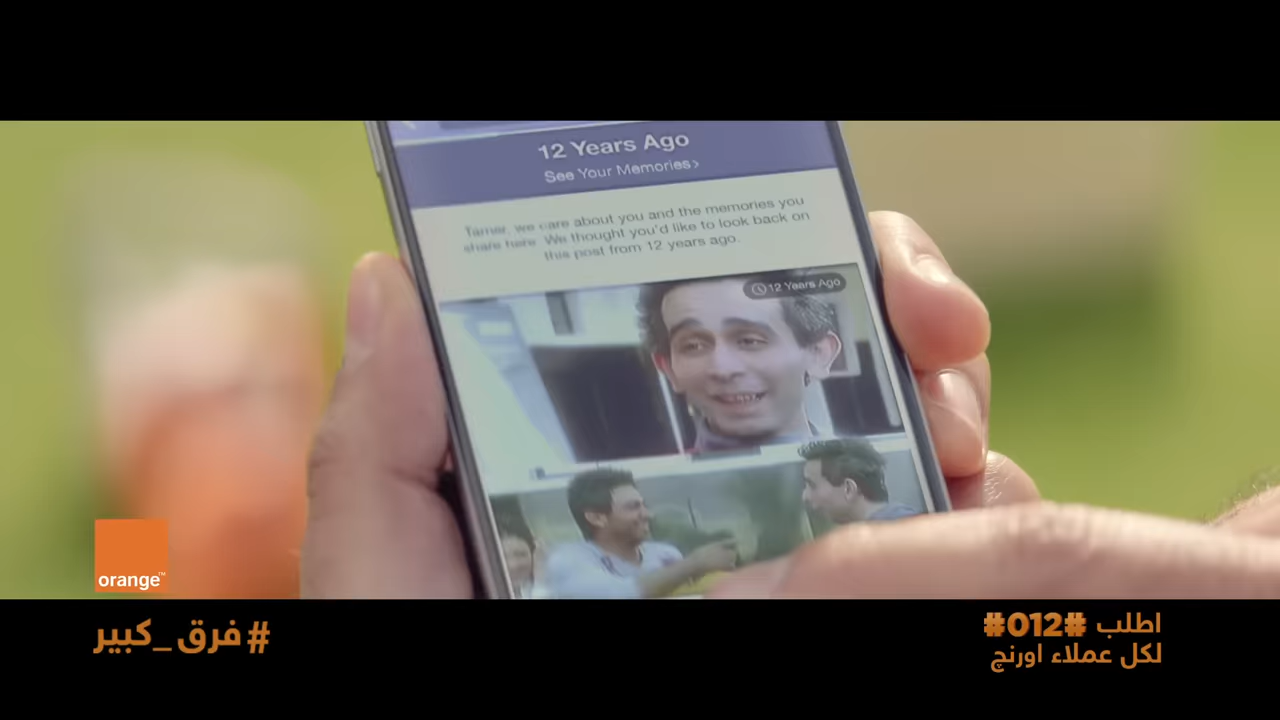 12 Years Ago
See Your Memories>
Tamer, we care about you and the memories you
share here. We thought you'd like to look back on
this post from 12 years ago.
12 Years Ago
orange™
#فرق_كبير
اطلب #012#
لكل عملاء اورنچ